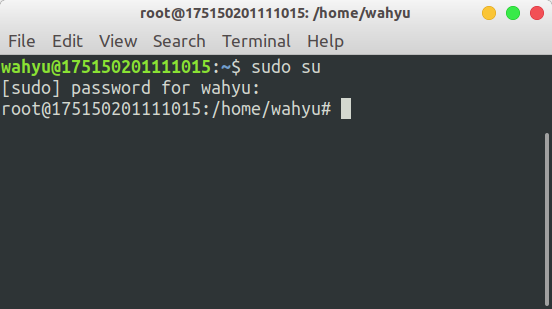 root@175150201111015: /home/wahyu
File Edit View Search Terminal Help
wahyu@175150201111015:~$ sudo su
[sudo] password for wahyu:
root@175150201111015:/home/wahyu#